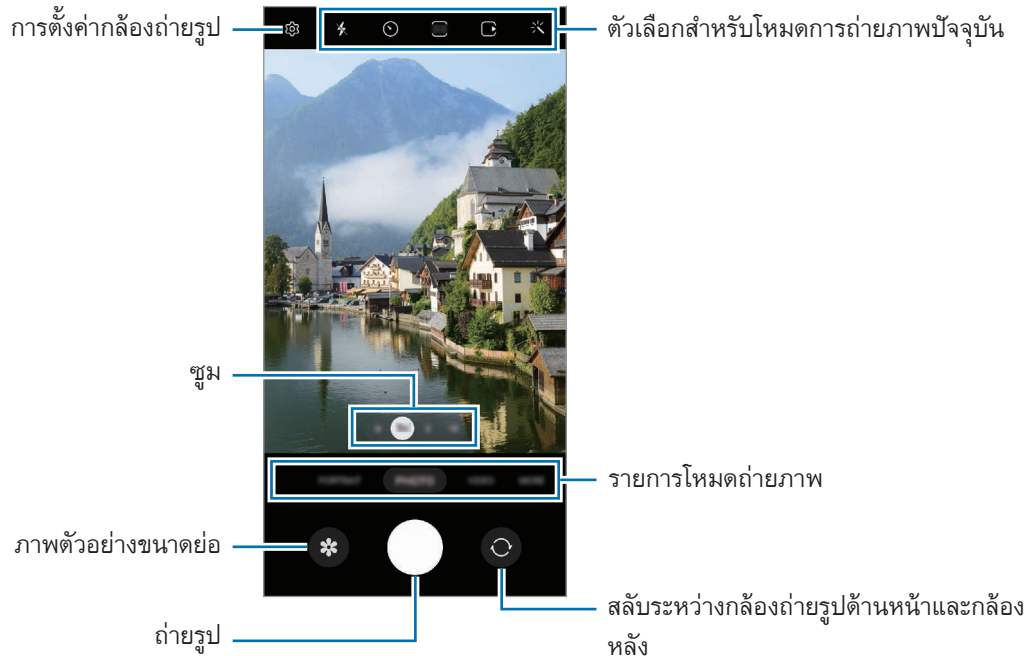 การตั้งค่ากล้องถ่ายรูป
ตัวเลือกสำหรับโหมดการถ่ายภาพปัจจุบัน
ซูม
รายการโหมดถ่ายภาพ
ภาพตัวอย่างขนาดย่อ
ถ่ายรูป
สลับระหว่างกล้องถ่ายรูปด้านหน้าและกล้อง
หลัง